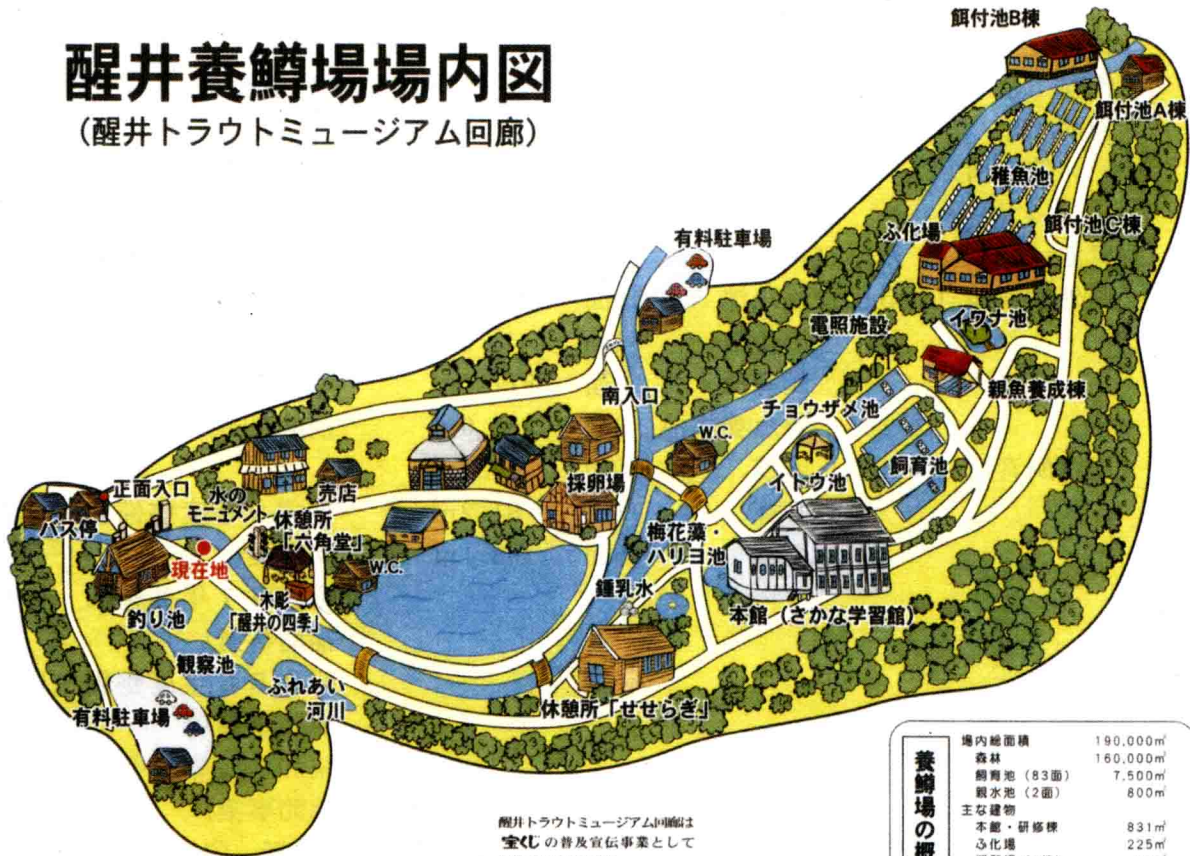 醒井養鱒場場内図
(醒井トラウトミュージアム回廊)
餌付池B棟
餌付池A棟
稚魚池
餌付池C棟
ふ化場
有料駐車場
電照施設
イワナ池
南入口
親魚養成棟
チョウザメ池
W.C.
飼育池
イトウ池
採卵場
正面入口
水の
モニュメント
売店
バス停
休憩所
「六角堂」
梅花藻・
ハリヨ池
現在地
W.C.
鍾乳水
木彫
「醒井の四季」
本館(さかな学習館)
釣り池
観察池
ふれあい
河川
休憩所「せせらぎ」
有料駐車場
醒井トラウトミュージアム回廊は
宝くじの普及宣伝事業として
養鱒場の概
場内総面積 190,000㎡
森林 160,000㎡
飼育池(83面) 7,500㎡
親水池(2面) 800㎡
主な建物
本館・研修棟 831㎡
ふ化場 225㎡